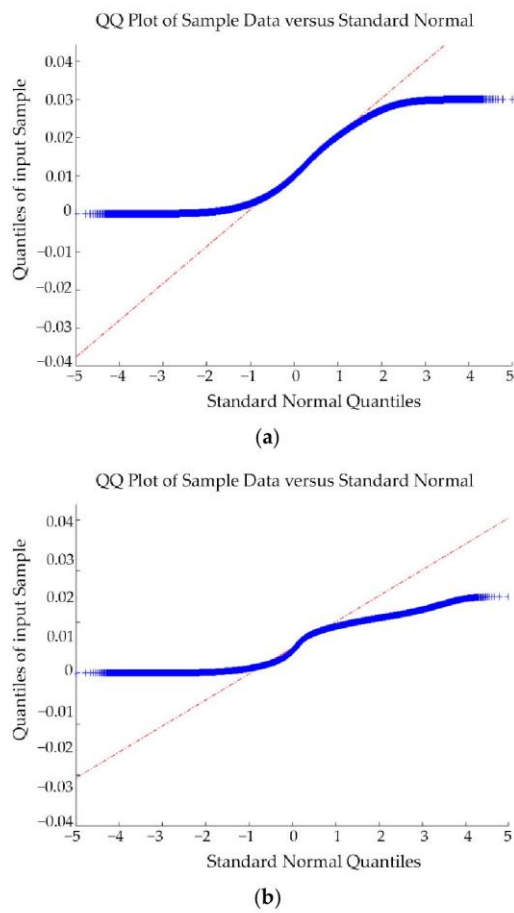 QQ Plot of Sample Data versus Standard Normal
Quantiles of input Sample
0.04
0.03
0.02
0.01
0
−0.01
−0.02
−0.03
−0.04
−5 −4 −3 −2 −1 0 1 2 3 4 5
Standard Normal Quantiles
(a)
QQ Plot of Sample Data versus Standard Normal
Quantiles of input Sample
0.04
0.03
0.02
0.01
0
−0.01
−0.02
−0.03
−0.04
−5 −4 −3 −2 −1 0 1 2 3 4 5
Standard Normal Quantiles
(b)